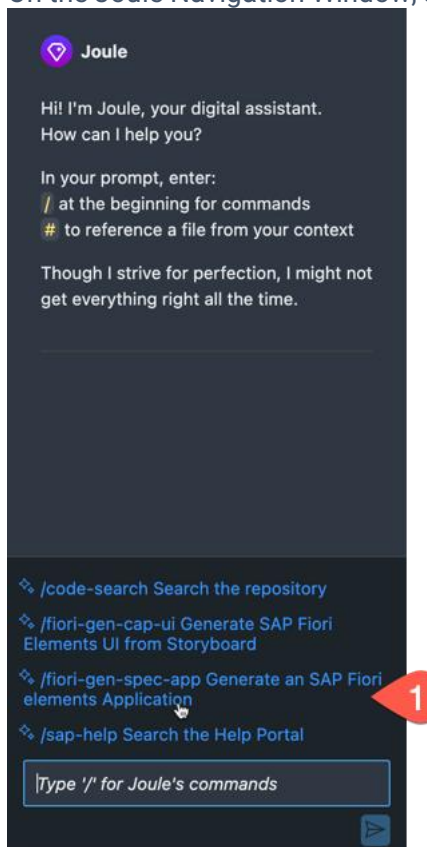 On the Joule Navigation Window,
Joule
Hi! I'm Joule, your digital assistant.
How can I help you?
In your prompt, enter:
/ at the beginning for commands
# to reference a file from your context
Though I strive for perfection, I might not
get everything right all the time.
/code-search Search the repository
/fiori-gen-cap-ui Generate SAP Fiori
Elements UI from Storyboard
/fiori-gen-spec-app Generate an SAP Fiori
elements Application
1
/sap-help Search the Help Portal
Type '/' for Joule's commands